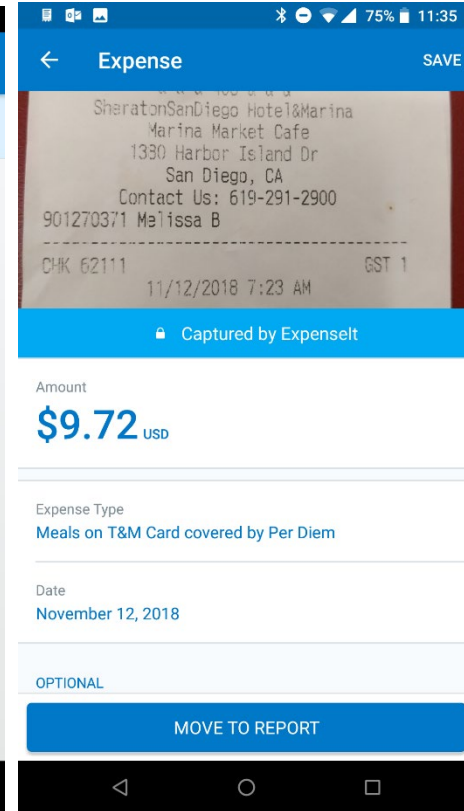 75% 11:35
Expense SAVE
SheratonSanDiego Hotel&Marina
Marina Market Cafe
1330 Harbor Island Dr
San Diego, CA
Contact Us: 619-291-2900
901270371 Melissa B
CHK 62111 GST 1
11/12/2018 7:23 AM
Captured by ExpenseIt
Amount
$9.72 USD
Expense Type
Meals on T&M Card covered by Per Diem
Date
November 12, 2018
OPTIONAL
MOVE TO REPORT